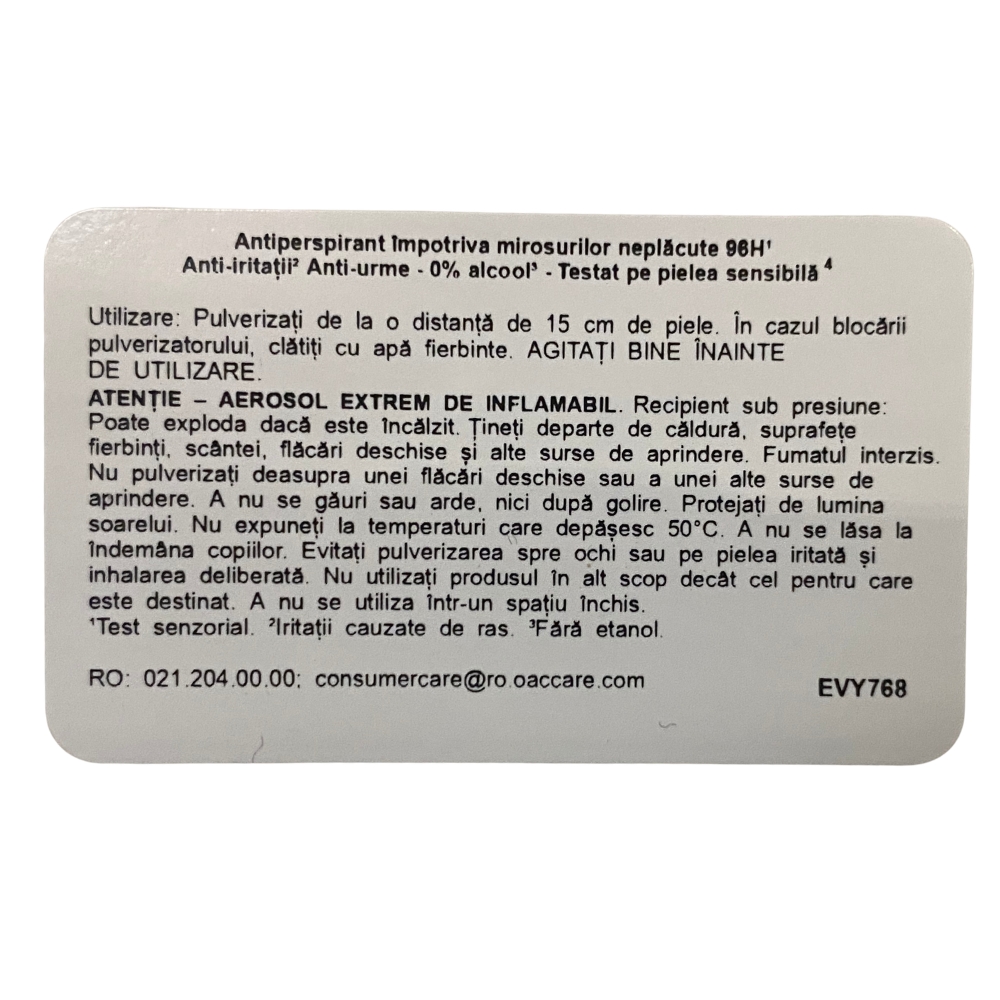 Antiperspirant împotriva mirosurilor neplăcute 96H¹
Anti-iritații² Anti-urme - 0% alcool³ - Testat pe pielea sensibilă ⁴
Utilizare: Pulverizați de la o distanță de 15 cm de piele. În cazul blocării
pulverizatorului, clătiți cu apă fierbinte. AGITAȚI BINE ÎNAINTE
DE UTILIZARE.
ATENȚIE – AEROSOL EXTREM DE INFLAMABIL. Recipient sub presiune:
Poate exploda dacă este încălzit. Țineți departe de căldură, suprafețe
fierbinți, scântei, flăcări deschise și alte surse de aprindere. Fumatul interzis.
Nu pulverizați deasupra unei flăcări deschise sau a unei alte surse de
aprindere. A nu se găuri sau arde, nici după golire. Protejați de lumina
soarelui. Nu expuneți la temperaturi care depășesc 50°C. A nu se lăsa la
îndemâna copiilor. Evitați pulverizarea spre ochi sau pe pielea iritată și
inhalarea deliberată. Nu utilizați produsul în alt scop decât cel pentru care
este destinat. A nu se utiliza într-un spațiu închis.
¹Test senzorial. ²Iritații cauzate de ras. ³Fără etanol.
RO: 021.204.00.00; consumercare@ro.oaccare.com
EVY768